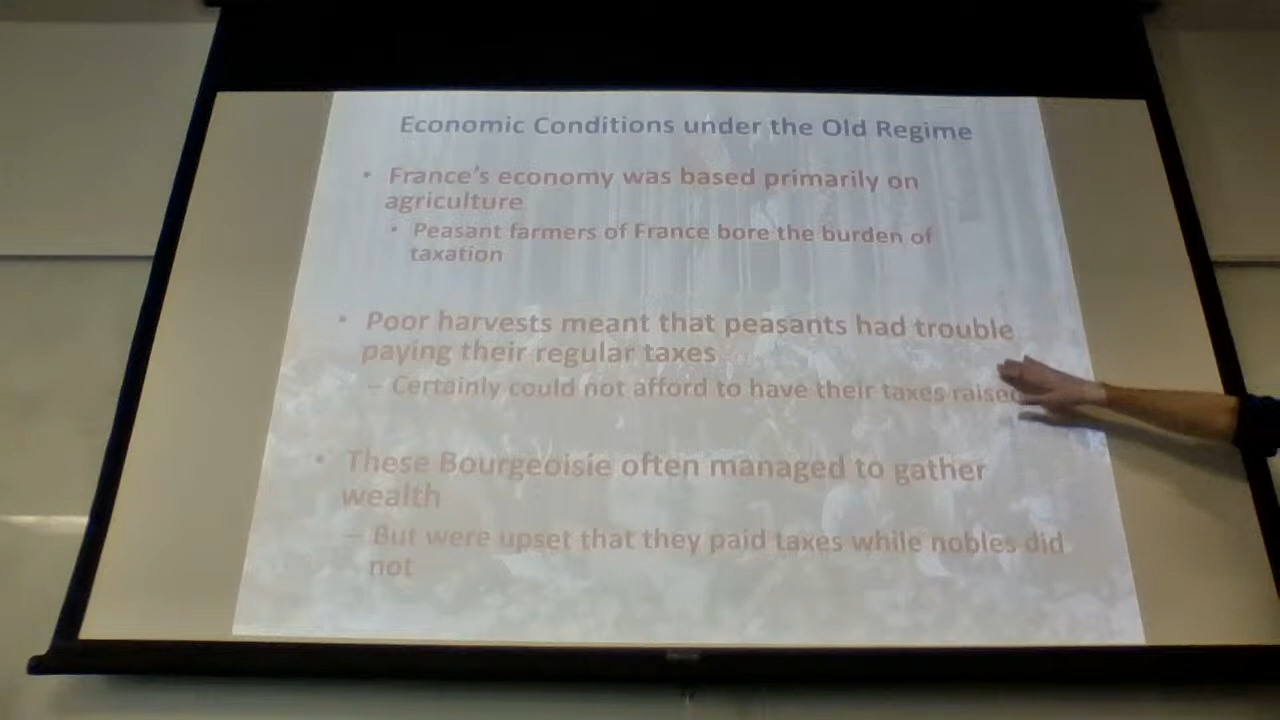 Economic Conditions under the Old Regime
• France's economy was based primarily on
agriculture
• Peasant farmers of France bore the burden of
taxation
• Poor harvests meant that peasants had trouble
paying their regular taxes
– Certainly could not afford to have their taxes raised
• These Bourgeoisie often managed to gather
wealth
– But were upset that they paid taxes while nobles did
not